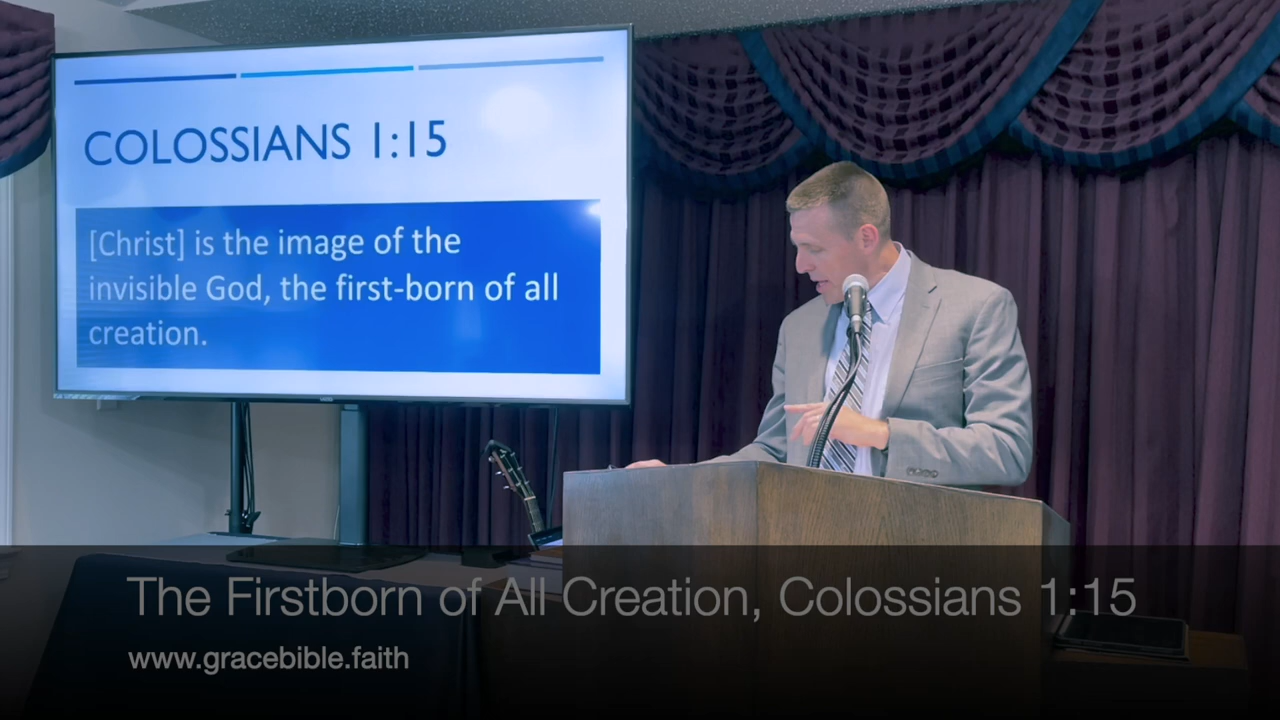 COLOSSIANS 1:15
[Christ] is the image of the
invisible God, the first-born of all
creation.
The Firstborn of All Creation, Colossians 1:15
www.gracebible.faith